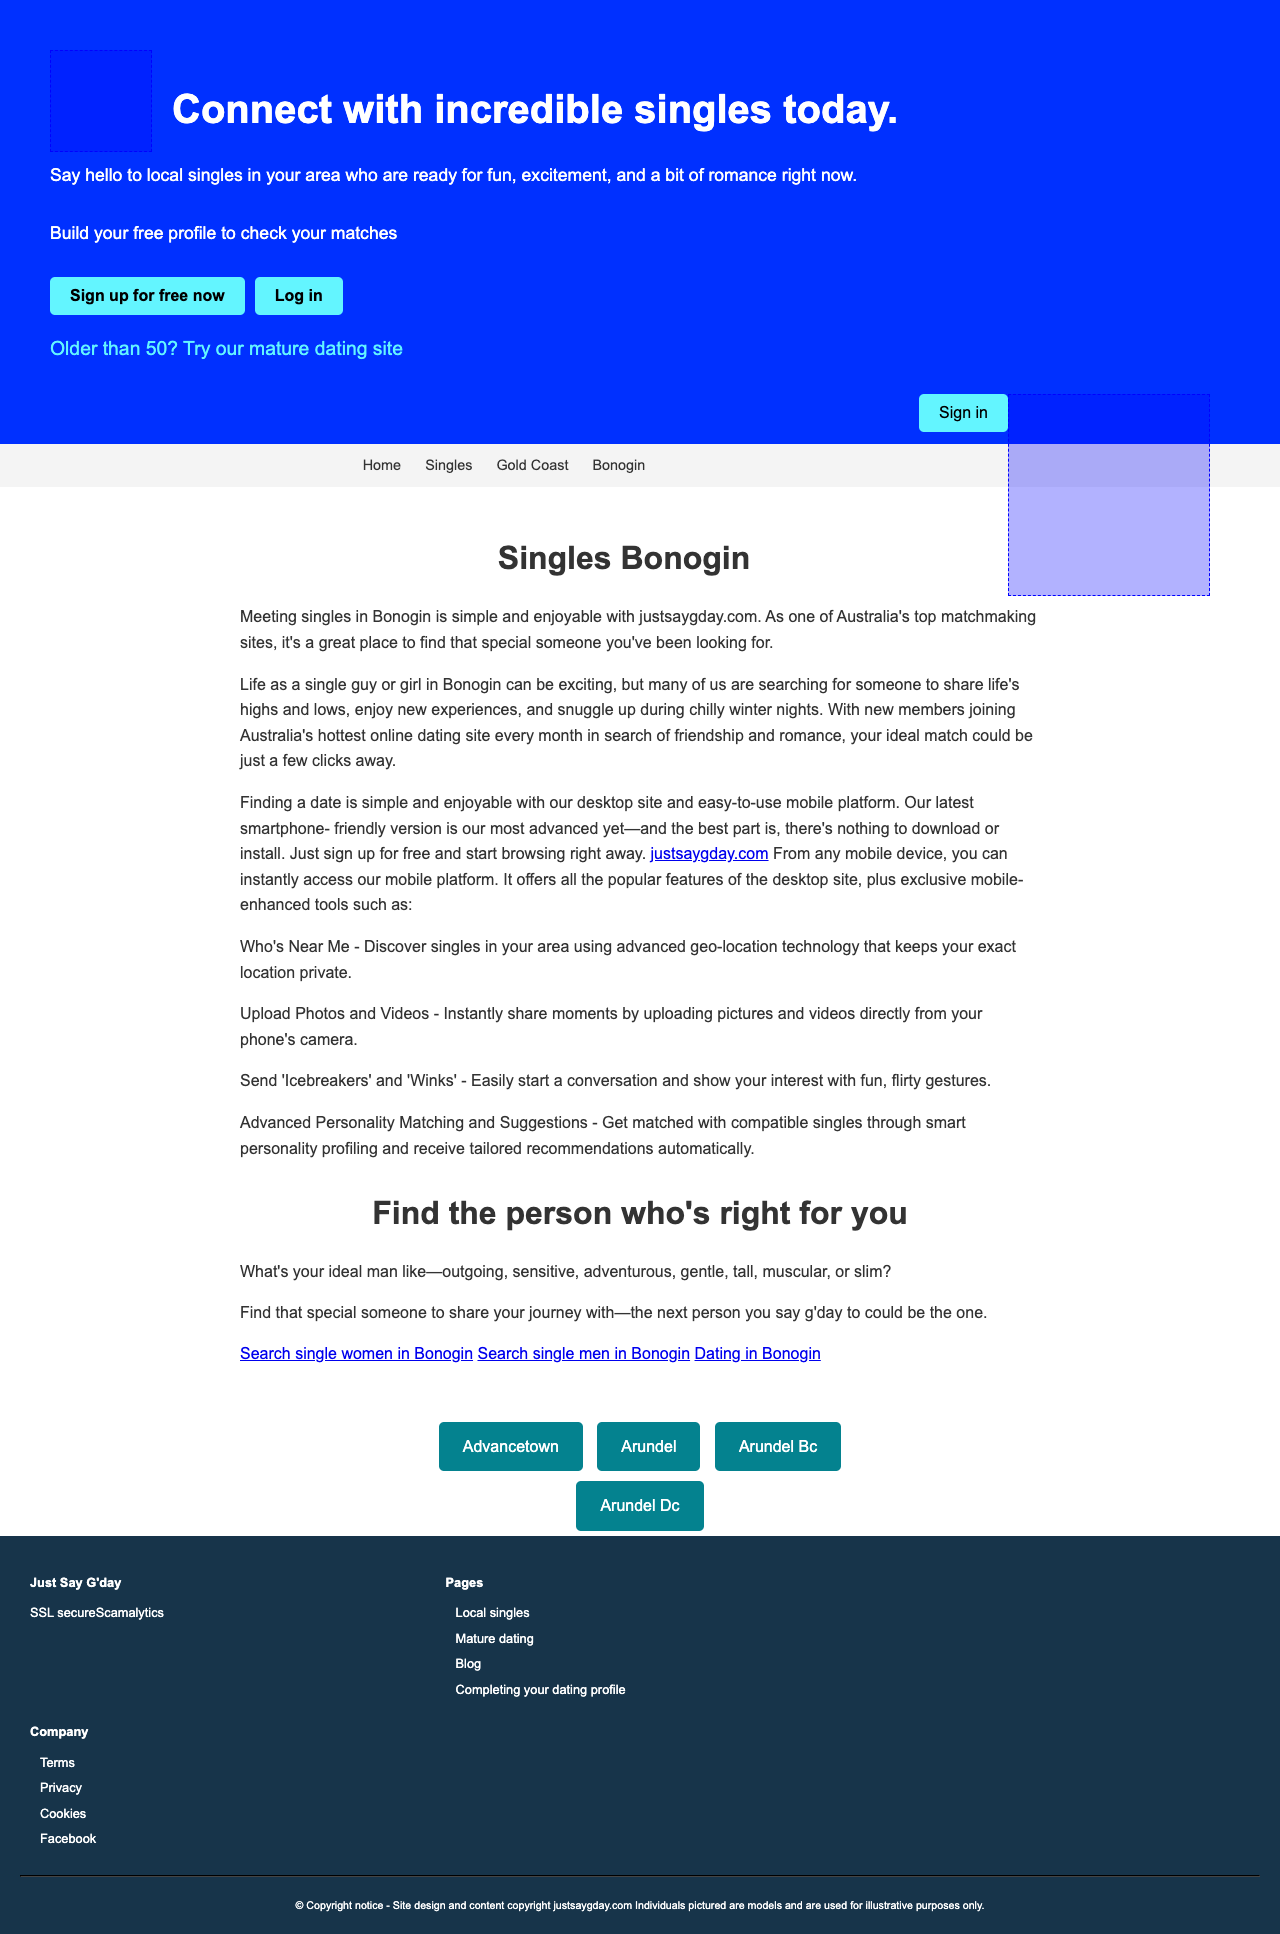 Connect with incredible singles today.
Say hello to local singles in your area who are ready for fun, excitement, and a bit of romance right now.
Build your free profile to check your matches
Sign up for free now Log in
Older than 50? Try our mature dating site
Sign in
Home Singles Gold Coast Bonogin
Singles Bonogin
Meeting singles in Bonogin is simple and enjoyable with justsaygday.com. As one of Australia's top matchmaking
sites, it's a great place to find that special someone you've been looking for.
Life as a single guy or girl in Bonogin can be exciting, but many of us are searching for someone to share life's
highs and lows, enjoy new experiences, and snuggle up during chilly winter nights. With new members joining
Australia's hottest online dating site every month in search of friendship and romance, your ideal match could be
just a few clicks away.
Finding a date is simple and enjoyable with our desktop site and easy-to-use mobile platform. Our latest
smartphone- friendly version is our most advanced yet—and the best part is, there's nothing to download or
install. Just sign up for free and start browsing right away. justsaygday.com From any mobile device, you can
instantly access our mobile platform. It offers all the popular features of the desktop site, plus exclusive mobile-
enhanced tools such as:
Who's Near Me - Discover singles in your area using advanced geo-location technology that keeps your exact
location private.
Upload Photos and Videos - Instantly share moments by uploading pictures and videos directly from your
phone's camera.
Send 'Icebreakers' and 'Winks' - Easily start a conversation and show your interest with fun, flirty gestures.
Advanced Personality Matching and Suggestions - Get matched with compatible singles through smart
personality profiling and receive tailored recommendations automatically.
Find the person who's right for you
What's your ideal man like—outgoing, sensitive, adventurous, gentle, tall, muscular, or slim?
Find that special someone to share your journey with—the next person you say g'day to could be the one.
Search single women in Bonogin Search single men in Bonogin Dating in Bonogin
Advancetown Arundel Arundel Bc
Arundel Dc
Just Say G'day
SSL secureScamalytics
Pages
Local singles
Mature dating
Blog
Completing your dating profile
Company
Terms
Privacy
Cookies
Facebook
© Copyright notice - Site design and content copyright justsaygday.com Individuals pictured are models and are used for illustrative purposes only.